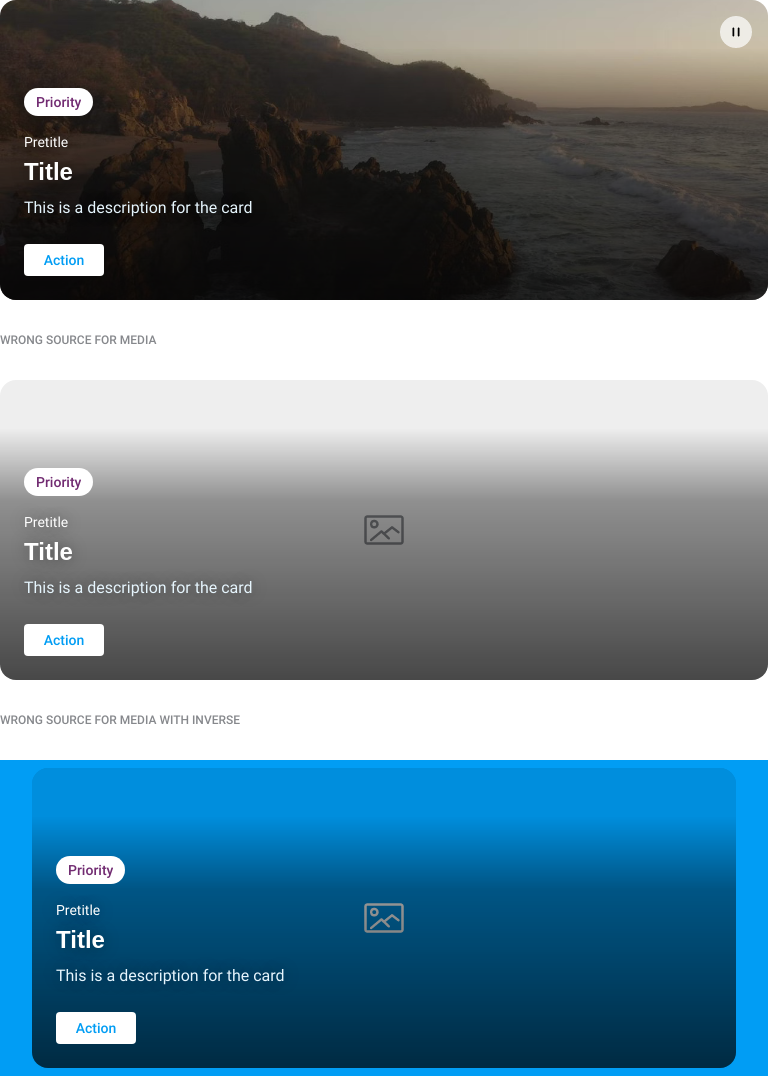 Priority
Pretitle
Title
This is a description for the card
Action
WRONG SOURCE FOR MEDIA
Priority
Pretitle
Title
This is a description for the card
Action
WRONG SOURCE FOR MEDIA WITH INVERSE
Priority
Pretitle
Title
This is a description for the card
Action